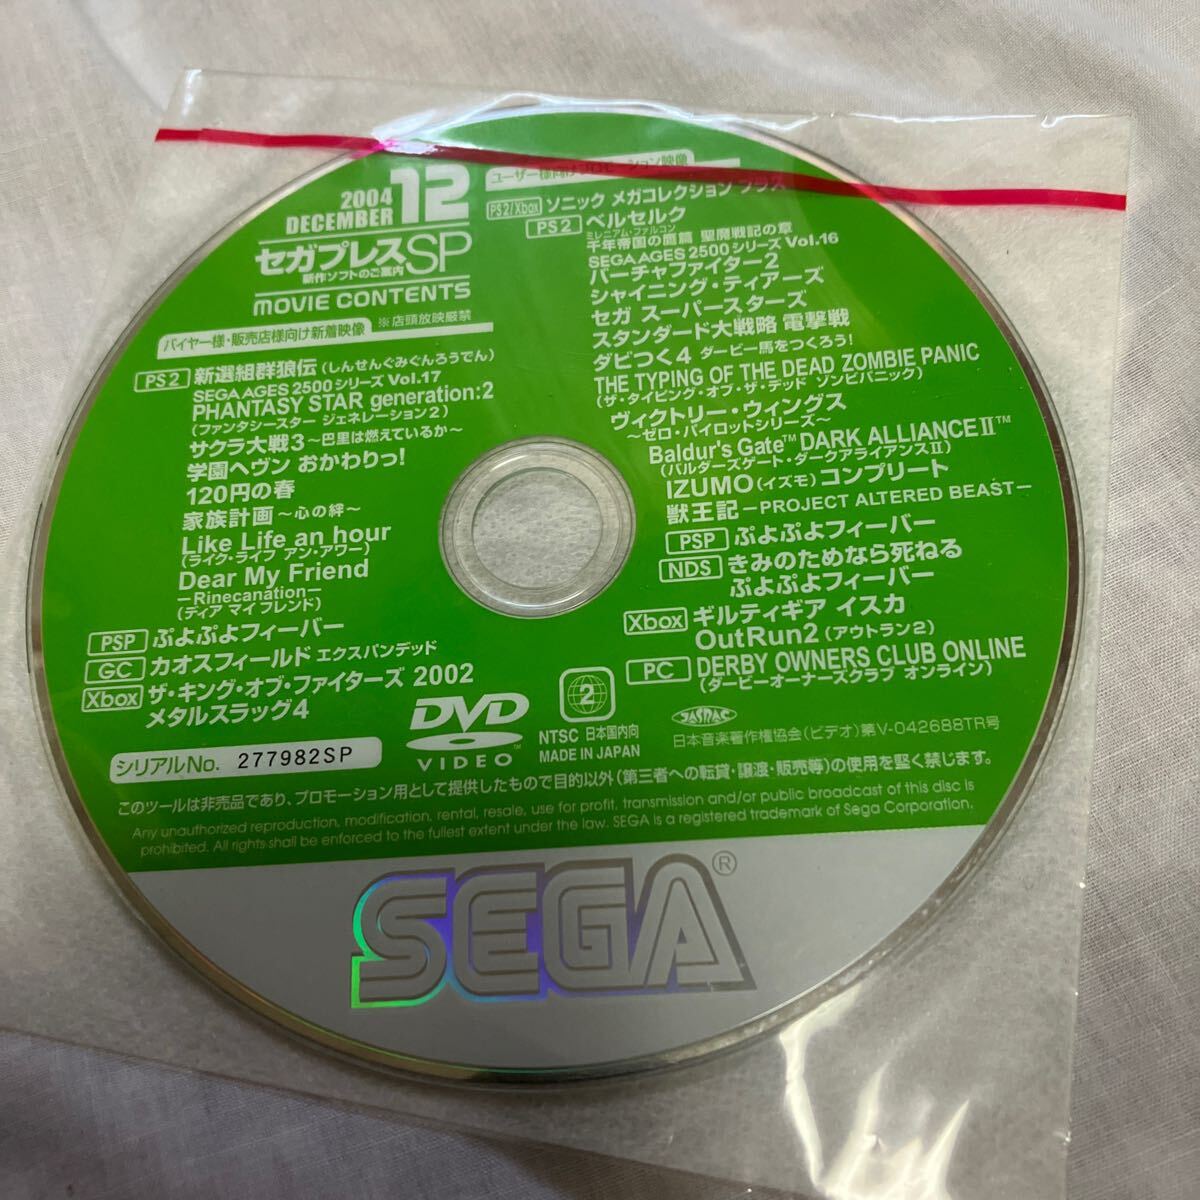 2004
DECEMBER 12
セガプレスSP
新作ソフトのご案内
MOVIE CONTENTS
バイヤー様・販売店様向け新着映像
※店頭放映厳禁
PS2 新選組群狼伝（しんせんぐみぐんろうでん）
SEGA AGES 2500シリーズ Vol.17
PHANTASY STAR generation:2
（ファンタシースター ジェネレーション2）
サクラ大戦3～巴里は燃えているか～
学園ヘヴン おかわりっ!
120円の春
家族計画～心の絆～
Like Life an hour
（ライク・ライフ アン・アワー）
Dear My Friend
－Rinecanation－
（ディア マイ フレンド）
PSP ぷよぷよフィーバー
GC カオスフィールド エクスパンデッド
Xbox ザ・キング・オブ・ファイターズ 2002
メタルスラッグ4
ユーザー様向けプロモーション映像
PS2/Xbox ソニック メガコレクション プラス
PS2 ベルセルク
ミレニアム・ファルコン
千年帝国の鷹篇 聖魔戦記の章
SEGA AGES 2500シリーズ Vol.16
バーチャファイター2
シャイニング・ティアーズ
セガ スーパースターズ
スタンダード大戦略 電撃戦
ダビつく4 ダービー馬をつくろう!
THE TYPING OF THE DEAD ZOMBIE PANIC
（ザ・タイピング・オブ・ザ・デッド ゾンビパニック）
ヴィクトリー・ウィングス
～ゼロ・パイロットシリーズ～
Baldur's Gate™ DARK ALLIANCE II™
（バルダーズゲート・ダークアライアンスII）
IZUMO（イズモ）コンプリート
獣王記－PROJECT ALTERED BEAST－
PSP ぷよぷよフィーバー
NDS きみのためなら死ねる
ぷよぷよフィーバー
Xbox ギルティギア イスカ
OutRun2（アウトラン2）
PC DERBY OWNERS CLUB ONLINE
（ダービーオーナーズクラブ オンライン）
DVD
VIDEO™
2
NTSC 日本国内向
MADE IN JAPAN
JASRAC
日本音楽著作権協会（ビデオ）第V-042688TR号
シリアルNo. 277982SP
このツールは非売品であり、プロモーション用として提供したもので目的以外（第三者への転貸・譲渡・販売等）の使用を堅く禁じます。
Any unauthorized reproduction, modification, rental, resale, use for profit, transmission and/or public broadcast of this disc is
prohibited. All rights shall be enforced to the fullest extent under the law. SEGA is a registered trademark of Sega Corporation.
SEGA®